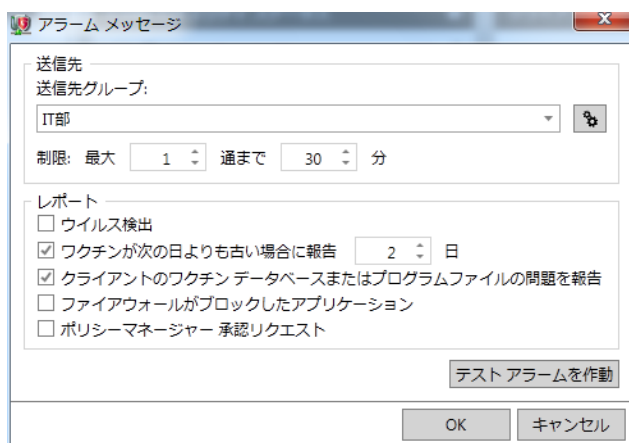 アラーム メッセージ
送信先
送信先グループ:
IT部
制限: 最大 1 通まで 30 分
レポート
ウイルス検出
ワクチンが次の日よりも古い場合に報告 2 日
クライアントのワクチン データベースまたはプログラムファイルの問題を報告
ファイアウォールがブロックしたアプリケーション
ポリシーマネージャー 承認リクエスト
テスト アラームを作動
OK キャンセル